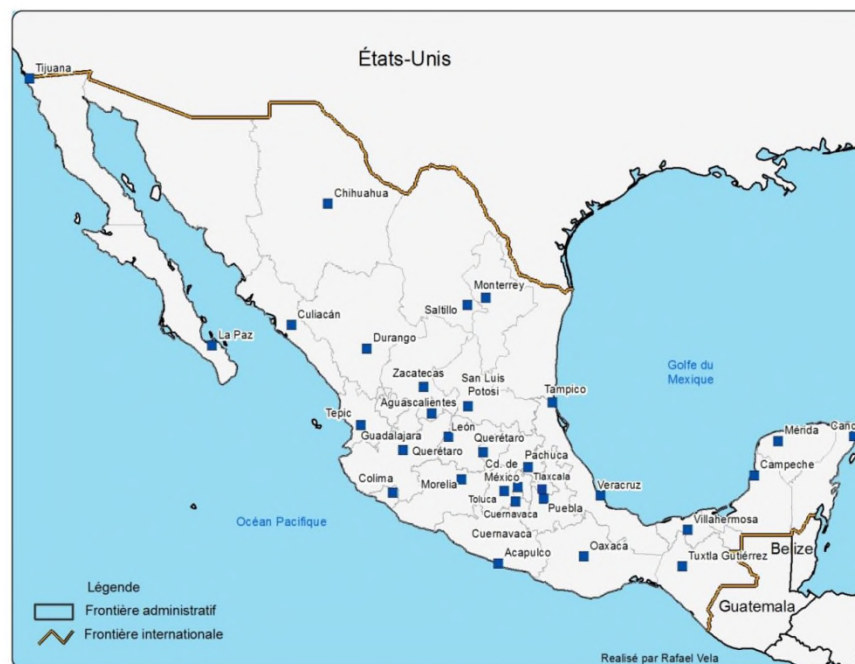 États-Unis
Tijuana
Chihuahua
Monterrey
Saltillo
Culiacán
La Paz
Durango
Golfe du
Mexique
Zacatecas
San Luis
Potosi
Tampico
Aguascalientes
Tepic
León
Guadalajara
Querétaro
Mérida
Querétaro
Pachuca
Cd. de
México
Tlaxcala
Campeche
Colima
Morelia
Toluca
Veracruz
Puebla
Cuernavaca
Océan Pacifique
Villahermosa
Cuernavaca
Belize
Oaxaca
Acapulco
Tuxtla Gutiérrez
Légende
Frontière administratif
Guatemala
Frontière internationale
Realisé par Rafael Vela